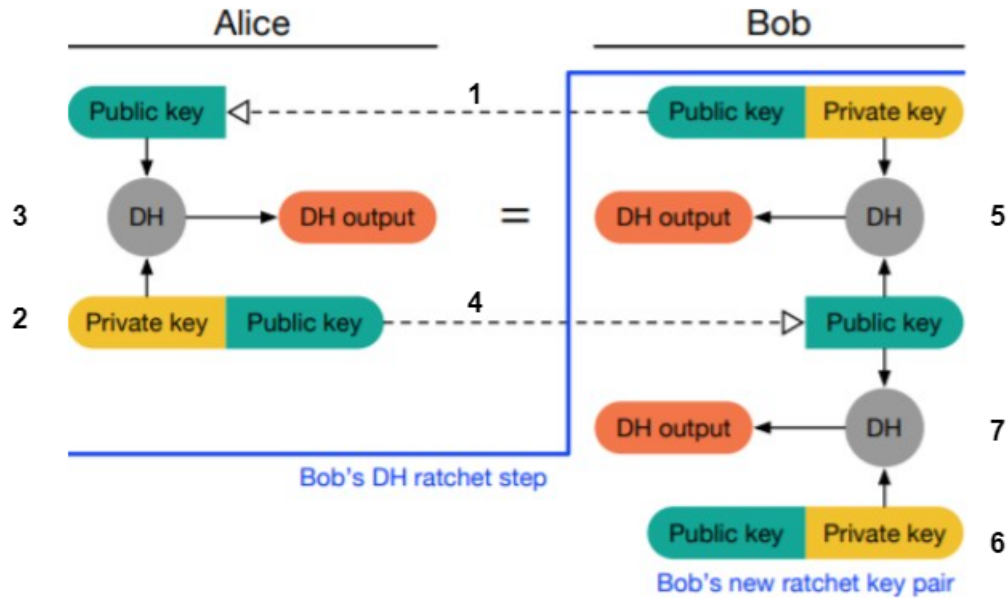 Alice Bob
1
Public key Public key Private key
3 DH DH output = DH output DH 5
2 Private key Public key 4 Public key
DH output DH 7
Bob's DH ratchet step
Public key Private key 6
Bob's new ratchet key pair